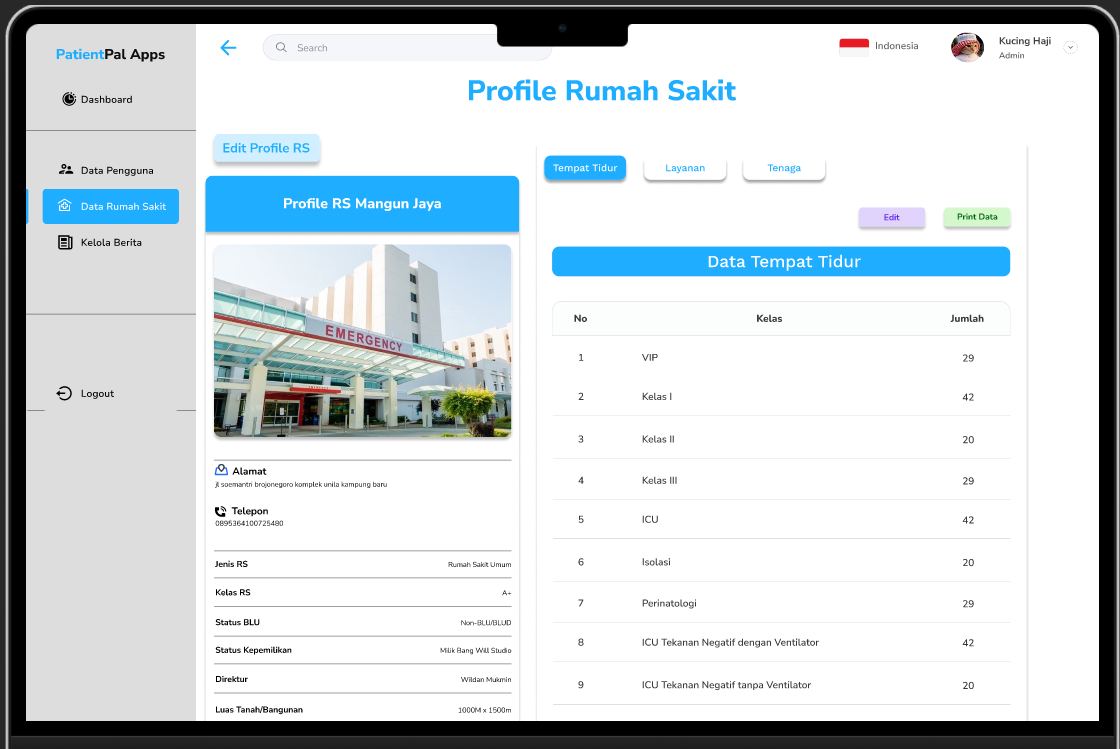 PatientPal Apps
Dashboard
Data Pengguna
Data Rumah Sakit
Kelola Berita
Logout
Search
Indonesia
Kucing Haji
Admin
Profile Rumah Sakit
Edit Profile RS
Profile RS Mangun Jaya
EMERGENCY
Alamat
jl soemantri brojonegoro komplek unila kampung baru
Telepon
0895364100725480
Jenis RS Rumah Sakit Umum
Kelas RS A+
Status BLU Non-BLU/BLUD
Status Kepemilikan Milik Bang Will Studio
Direktur Wildan Mukmin
Luas Tanah/Bangunan 1000M x 1500m
Tempat Tidur Layanan Tenaga
Edit Print Data
Data Tempat Tidur
No Kelas Jumlah
1 VIP 29
2 Kelas I 42
3 Kelas II 20
4 Kelas III 29
5 ICU 42
6 Isolasi 20
7 Perinatologi 29
8 ICU Tekanan Negatif dengan Ventilator 42
9 ICU Tekanan Negatif tanpa Ventilator 20